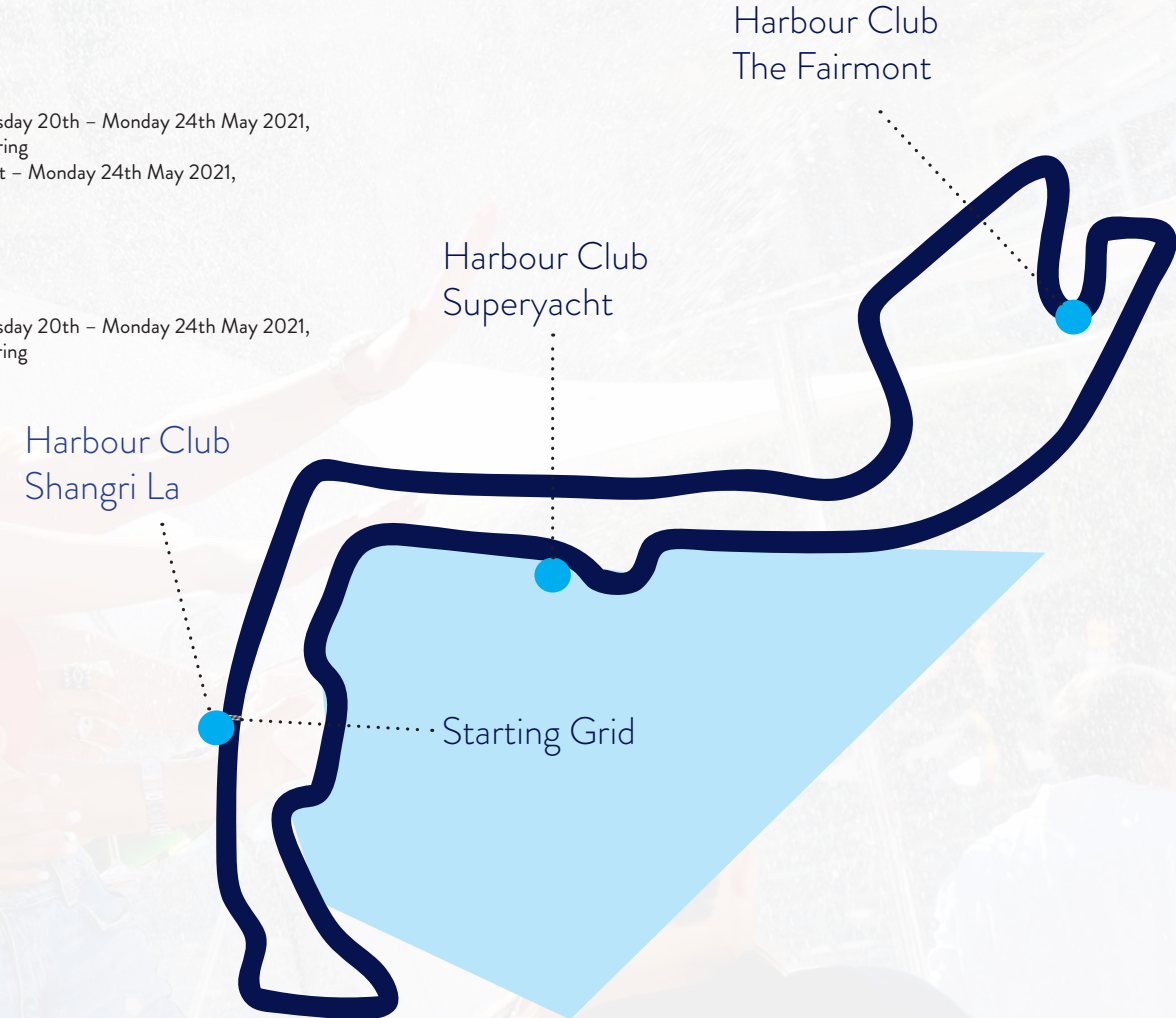 Harbour Club
The Fairmont
sday 20th – Monday 24th May 2021,
ring
t – Monday 24th May 2021,
Harbour Club
Superyacht
sday 20th – Monday 24th May 2021,
ring
Harbour Club
Shangri La
Starting Grid